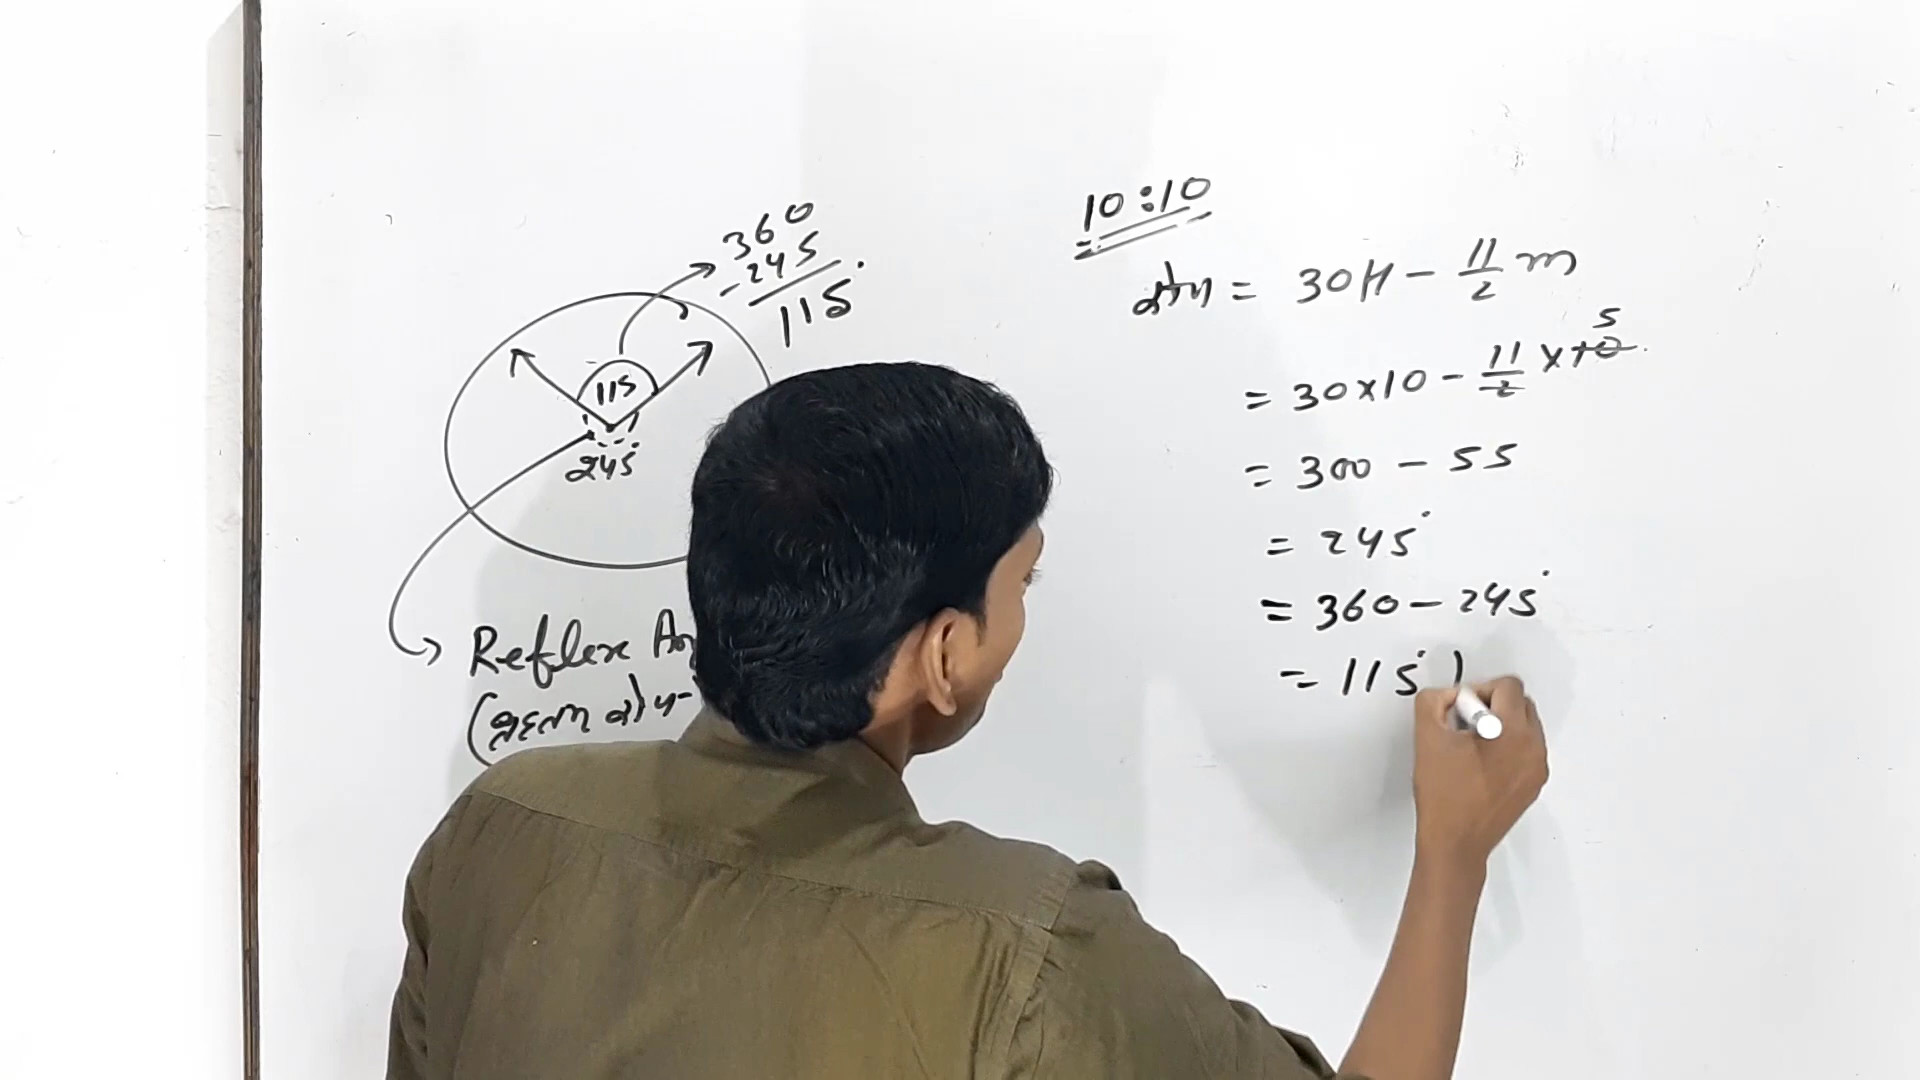 360
-245
115
115
245°
Reflex
10:10
= 30H - 11/2 m
= 30×10 - 11/2 × 10 5
= 300 - 55
= 245°
= 360 - 245°
= 115°